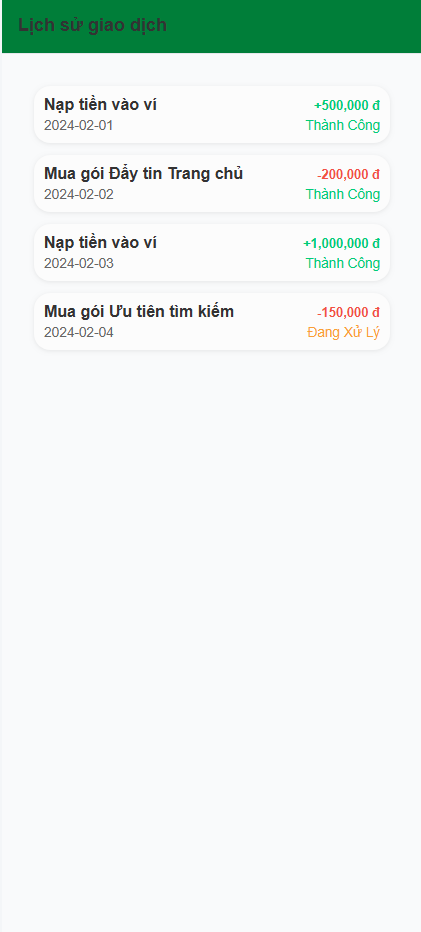 Lịch sử giao dịch
Nạp tiền vào ví +500,000 đ
2024-02-01 Thành Công
Mua gói Đẩy tin Trang chủ -200,000 đ
2024-02-02 Thành Công
Nạp tiền vào ví +1,000,000 đ
2024-02-03 Thành Công
Mua gói Ưu tiên tìm kiếm -150,000 đ
2024-02-04 Đang Xử Lý